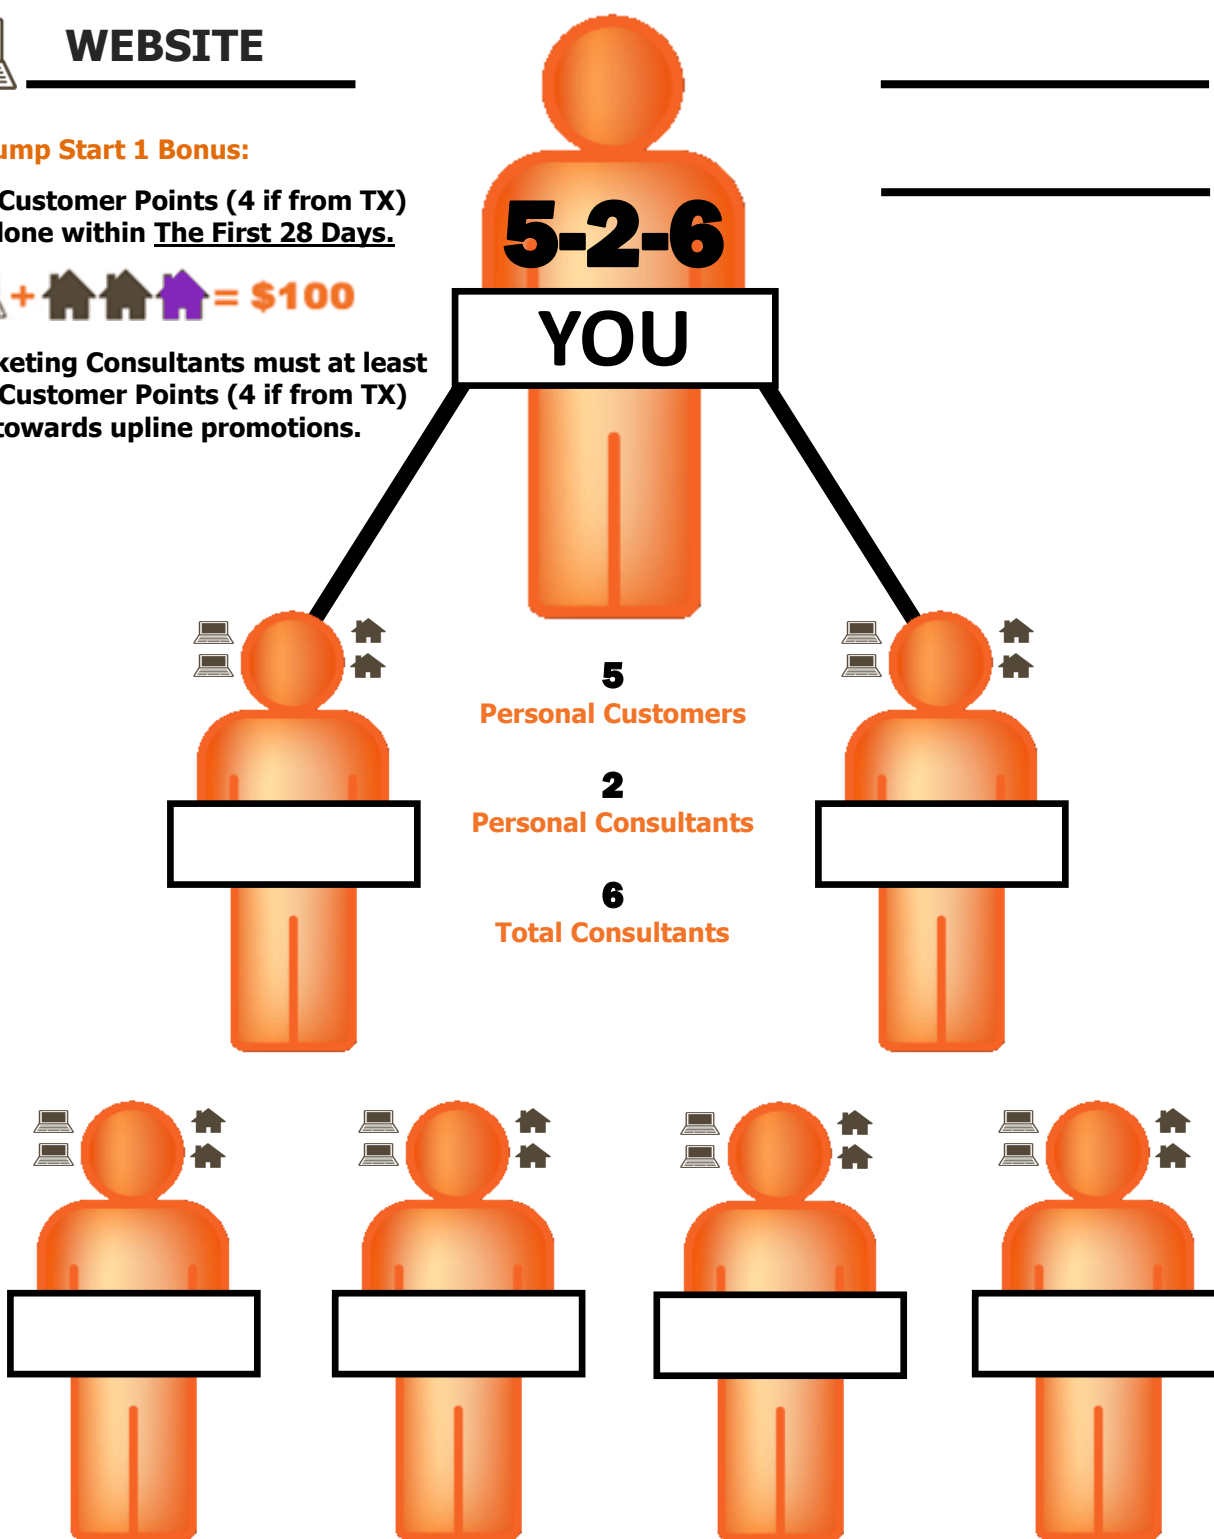 WEBSITE
ump Start 1 Bonus:
Customer Points (4 if from TX)
done within The First 28 Days.
+ = $100
keting Consultants must at least
Customer Points (4 if from TX)
towards upline promotions.
5-2-6
YOU
5
Personal Customers
2
Personal Consultants
6
Total Consultants